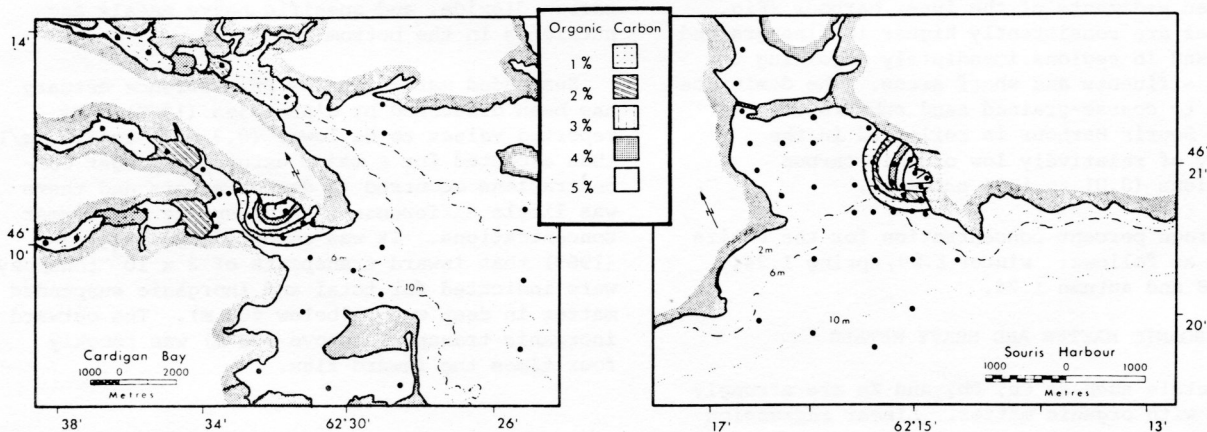 14'
46°
10'
6
10m
Cardigan Bay
1000 0 2000
Metres
38'
34'
62°30'
26'
Organic Carbon
1%
2%
3%
4%
5%
2m
6m
10m
46°
21'
20'
Souris Harbour
1000 0 1000
Metres
17'
62°15'
13'